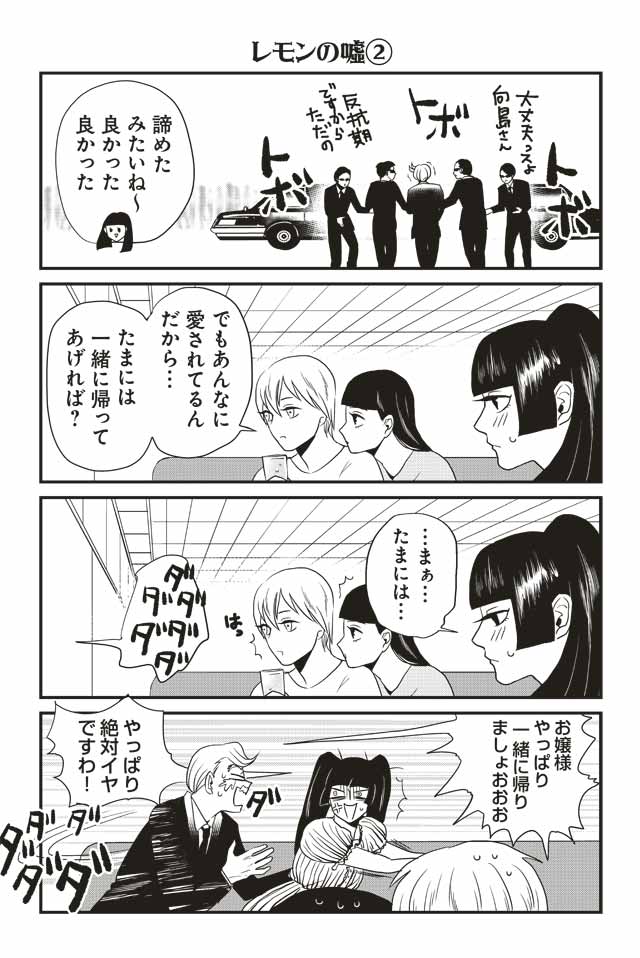 レモンの嘘②
大丈夫っスよ
向島さん
トボ
トボ
反抗期
ですから
ただの
トボ
トボ
諦めた
みたいね〜
良かった
良かった
でもあんなに
愛されてるん
だから…
たまには
一緒に帰って
あげれば?
…まぁ…
たまには…
はっ
ダダ
ダダ
ダダ
お嬢様
やっぱり
一緒に帰り
ましょおおお
やっぱり
絶対イヤ
ですわ!
ダダ
ダダ
ダダ